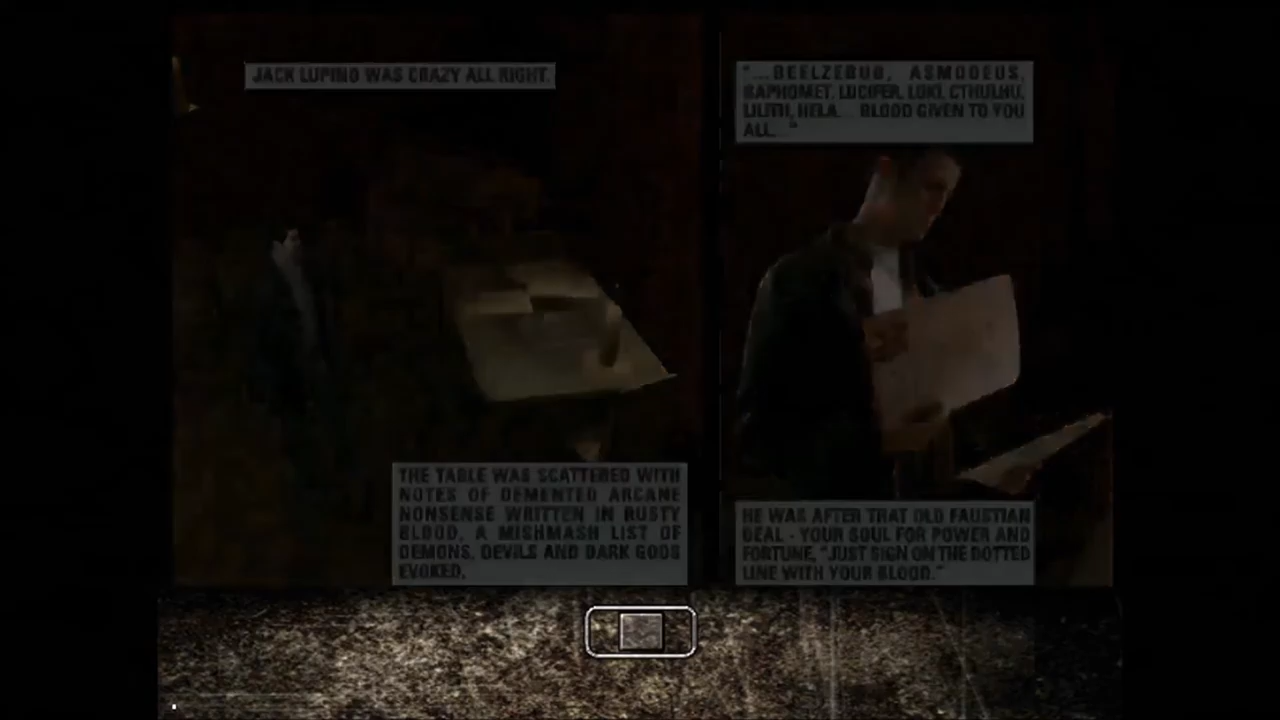 JACK LUPINO WAS CRAZY ALL RIGHT.
THE TABLE WAS SCATTERED WITH
NOTES OF DEMENTED ARCANE
NONSENSE WRITTEN IN RUSTY
BLOOD, A MISHMASH LIST OF
DEMONS, DEVILS AND DARK GODS
EVOKED,
"...BEELZEBUB, ASMODEUS,
BAPHOMET, LUCIFER, LOKI, CTHULHU,
LILITH, HELA... BLOOD GIVEN TO YOU
ALL..."
HE WAS AFTER THAT OLD FAUSTIAN
DEAL - YOUR SOUL FOR POWER AND
FORTUNE, "JUST SIGN ON THE DOTTED
LINE WITH YOUR BLOOD."